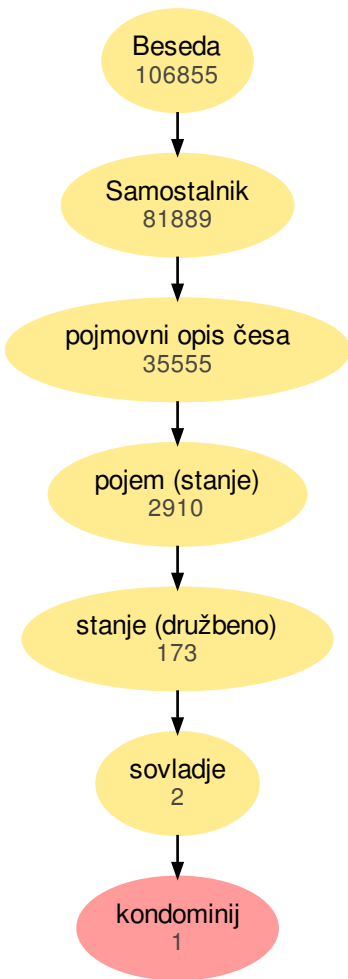 Beseda
106855
Samostalnik
81889
pojmovni opis česa
35555
pojem (stanje)
2910
stanje (družbeno)
173
sovladje
2
kondominij
1